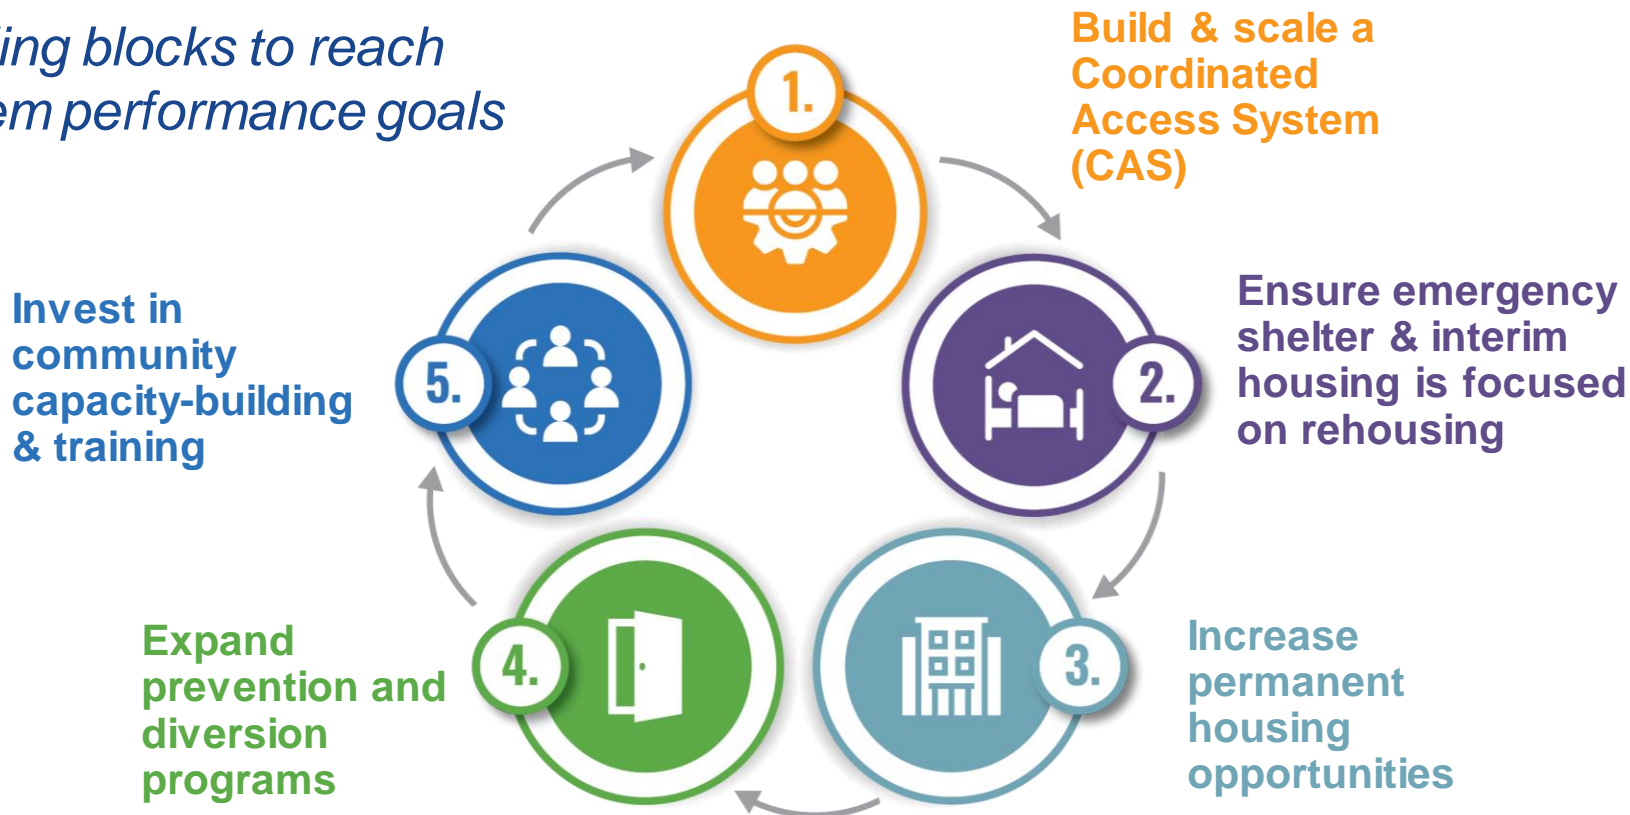 ing blocks to reach
em performance goals
1.
Build & scale a
Coordinated
Access System
(CAS)
2.
Ensure emergency
shelter & interim
housing is focused
on rehousing
3.
Increase
permanent
housing
opportunities
4.
Expand
prevention and
diversion
programs
5.
Invest in
community
capacity-building
& training